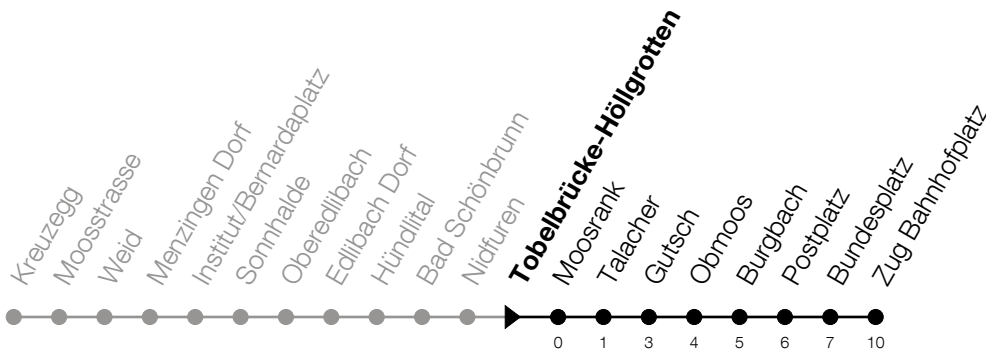 Kreuzegg
Moosstrasse
Weid
Menzingen Dorf
Institut/Bernardaplatz
Sonnhalde
Oberedlibach
Edlibach Dorf
Hündlital
Bad Schönbrunn
Nidfuren
Tobelbrücke-Höllgrotten
Moosrank
Talacher
Gutsch
Obmoos
Burgbach
Postplatz
Bundesplatz
Zug Bahnhofplatz
0 1 3 4 5 6 7 10